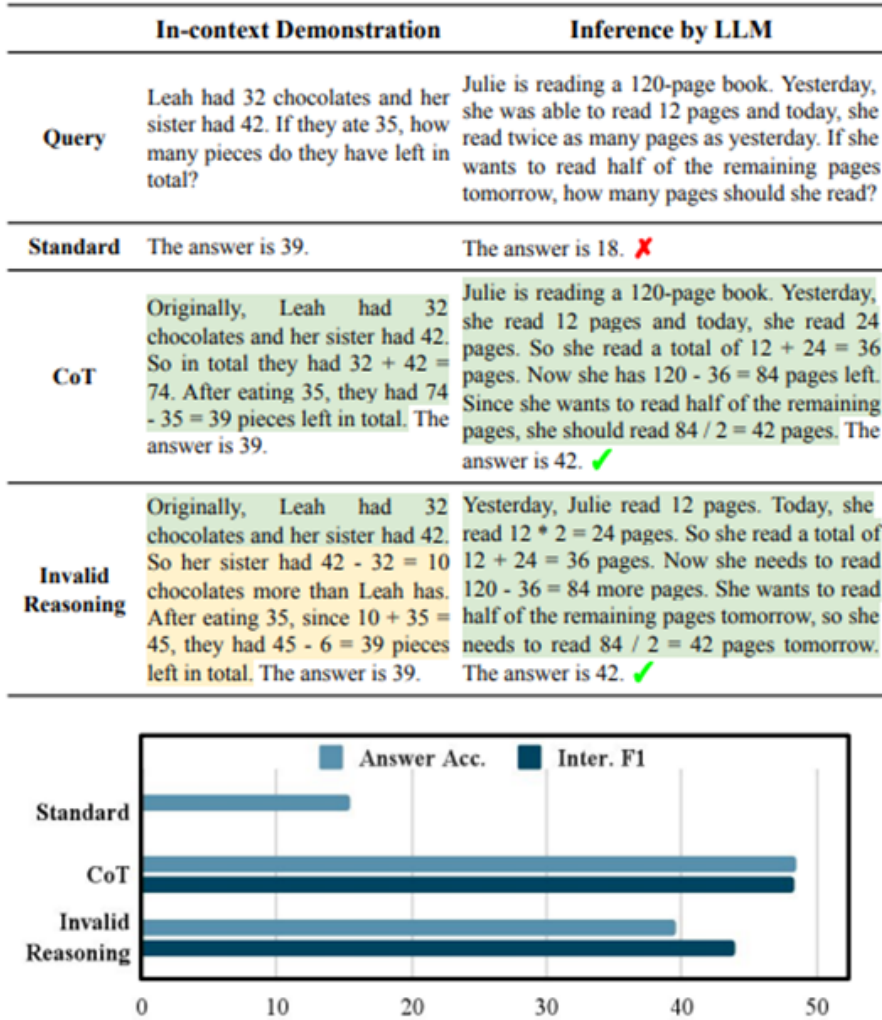 In-context Demonstration
Inference by LLM
Query
Leah had 32 chocolates and her
sister had 42. If they ate 35, how
many pieces do they have left in
total?
Julie is reading a 120-page book. Yesterday,
she was able to read 12 pages and today, she
read twice as many pages as yesterday. If she
wants to read half of the remaining pages
tomorrow, how many pages should she read?
Standard
The answer is 39.
The answer is 18. ✗
CoT
Originally, Leah had 32
chocolates and her sister had 42.
So in total they had 32 + 42 =
74. After eating 35, they had 74
- 35 = 39 pieces left in total. The
answer is 39.
Julie is reading a 120-page book. Yesterday,
she read 12 pages and today, she read 24
pages. So she read a total of 12 + 24 = 36
pages. Now she has 120 - 36 = 84 pages left.
Since she wants to read half of the remaining
pages, she should read 84 / 2 = 42 pages. The
answer is 42. ✓
Invalid
Reasoning
Originally, Leah had 32
chocolates and her sister had 42.
So her sister had 42 - 32 = 10
chocolates more than Leah has.
After eating 35, since 10 + 35 =
45, they had 45 - 6 = 39 pieces
left in total. The answer is 39.
Yesterday, Julie read 12 pages. Today, she
read 12 * 2 = 24 pages. So she read a total of
12 + 24 = 36 pages. Now she needs to read
120 - 36 = 84 more pages. She wants to read
half of the remaining pages tomorrow, so she
needs to read 84 / 2 = 42 pages tomorrow.
The answer is 42. ✓
Answer Acc.
Inter. F1
Standard
CoT
Invalid
Reasoning
0 10 20 30 40 50